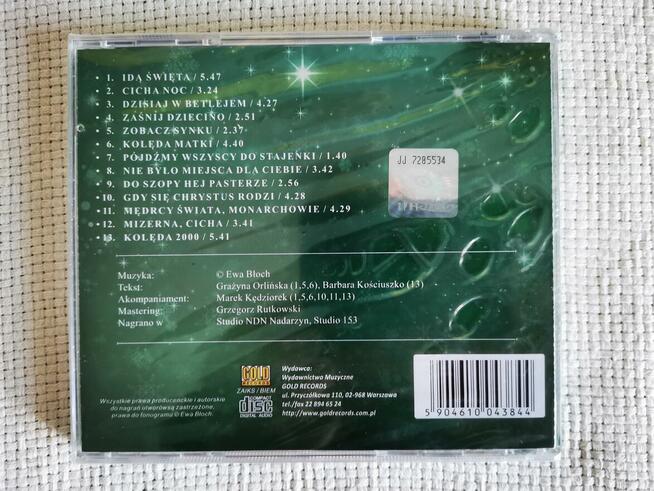 1. IDĄ ŚWIĘTA / 5.47
2. CICHA NOC / 3.24
3. DZISIAJ W BETLEJEM / 4.27
4. ZAŚNIJ DZIECINO / 2.51
5. ZOBACZ SYNKU / 2.37
6. KOLĘDA MATKI / 4.40
7. PÓJDŹMY WSZYSCY DO STAJENKI / 1.40
8. NIE BYŁO MIEJSCA DLA CIEBIE / 3.42
9. DO SZOPY HEJ PASTERZE / 2.56
10. GDY SIĘ CHRYSTUS RODZI / 4.28
11. MĘDRCY ŚWIATA, MONARCHOWIE / 4.29
12. MIZERNA, CICHA / 3.41
13. KOLĘDA 2000 / 5.41
JJ 7285534
Muzyka: © Ewa Błoch
Tekst: Grażyna Orlińska (1,5,6), Barbara Kościuszko (13)
Akompaniament: Marek Kędziorek (1,5,6,10,11,13)
Mastering: Grzegorz Rutkowski
Nagrano w Studio NDN Nadarzyn, Studio 153
Wszystkie prawa producenckie i autorskie
do nagrań utworów są zastrzeżone,
prawa do fonogramu © Ewa Błoch.
GOLD
RECORDS
ZAIKS / BIEM
COMPACT
disc
DIGITAL AUDIO
Wydawca:
Wydawnictwo Muzyczne
GOLD RECORDS
ul. Przyczółkowa 110, 02-968 Warszawa
tel./fax 22 894 65 24
http://www.goldrecords.com.pl
5 904610 043844